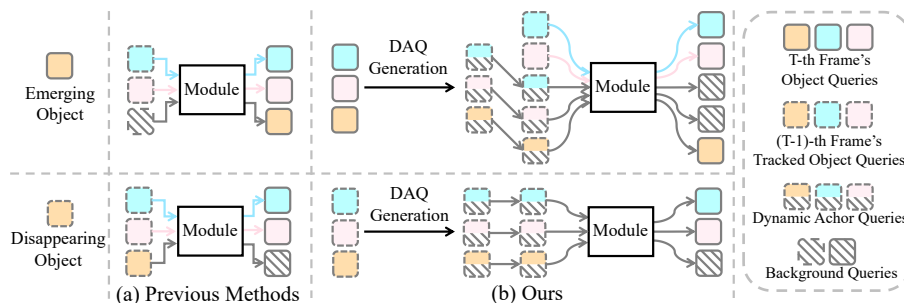 Emerging
Object
Module
DAQ
Generation
Module
Disappearing
Object
Module
DAQ
Generation
Module
(a) Previous Methods
(b) Ours
T-th Frame's
Object Queries
(T-1)-th Frame's
Tracked Object Queries
Dynamic Achor Queries
Background Queries